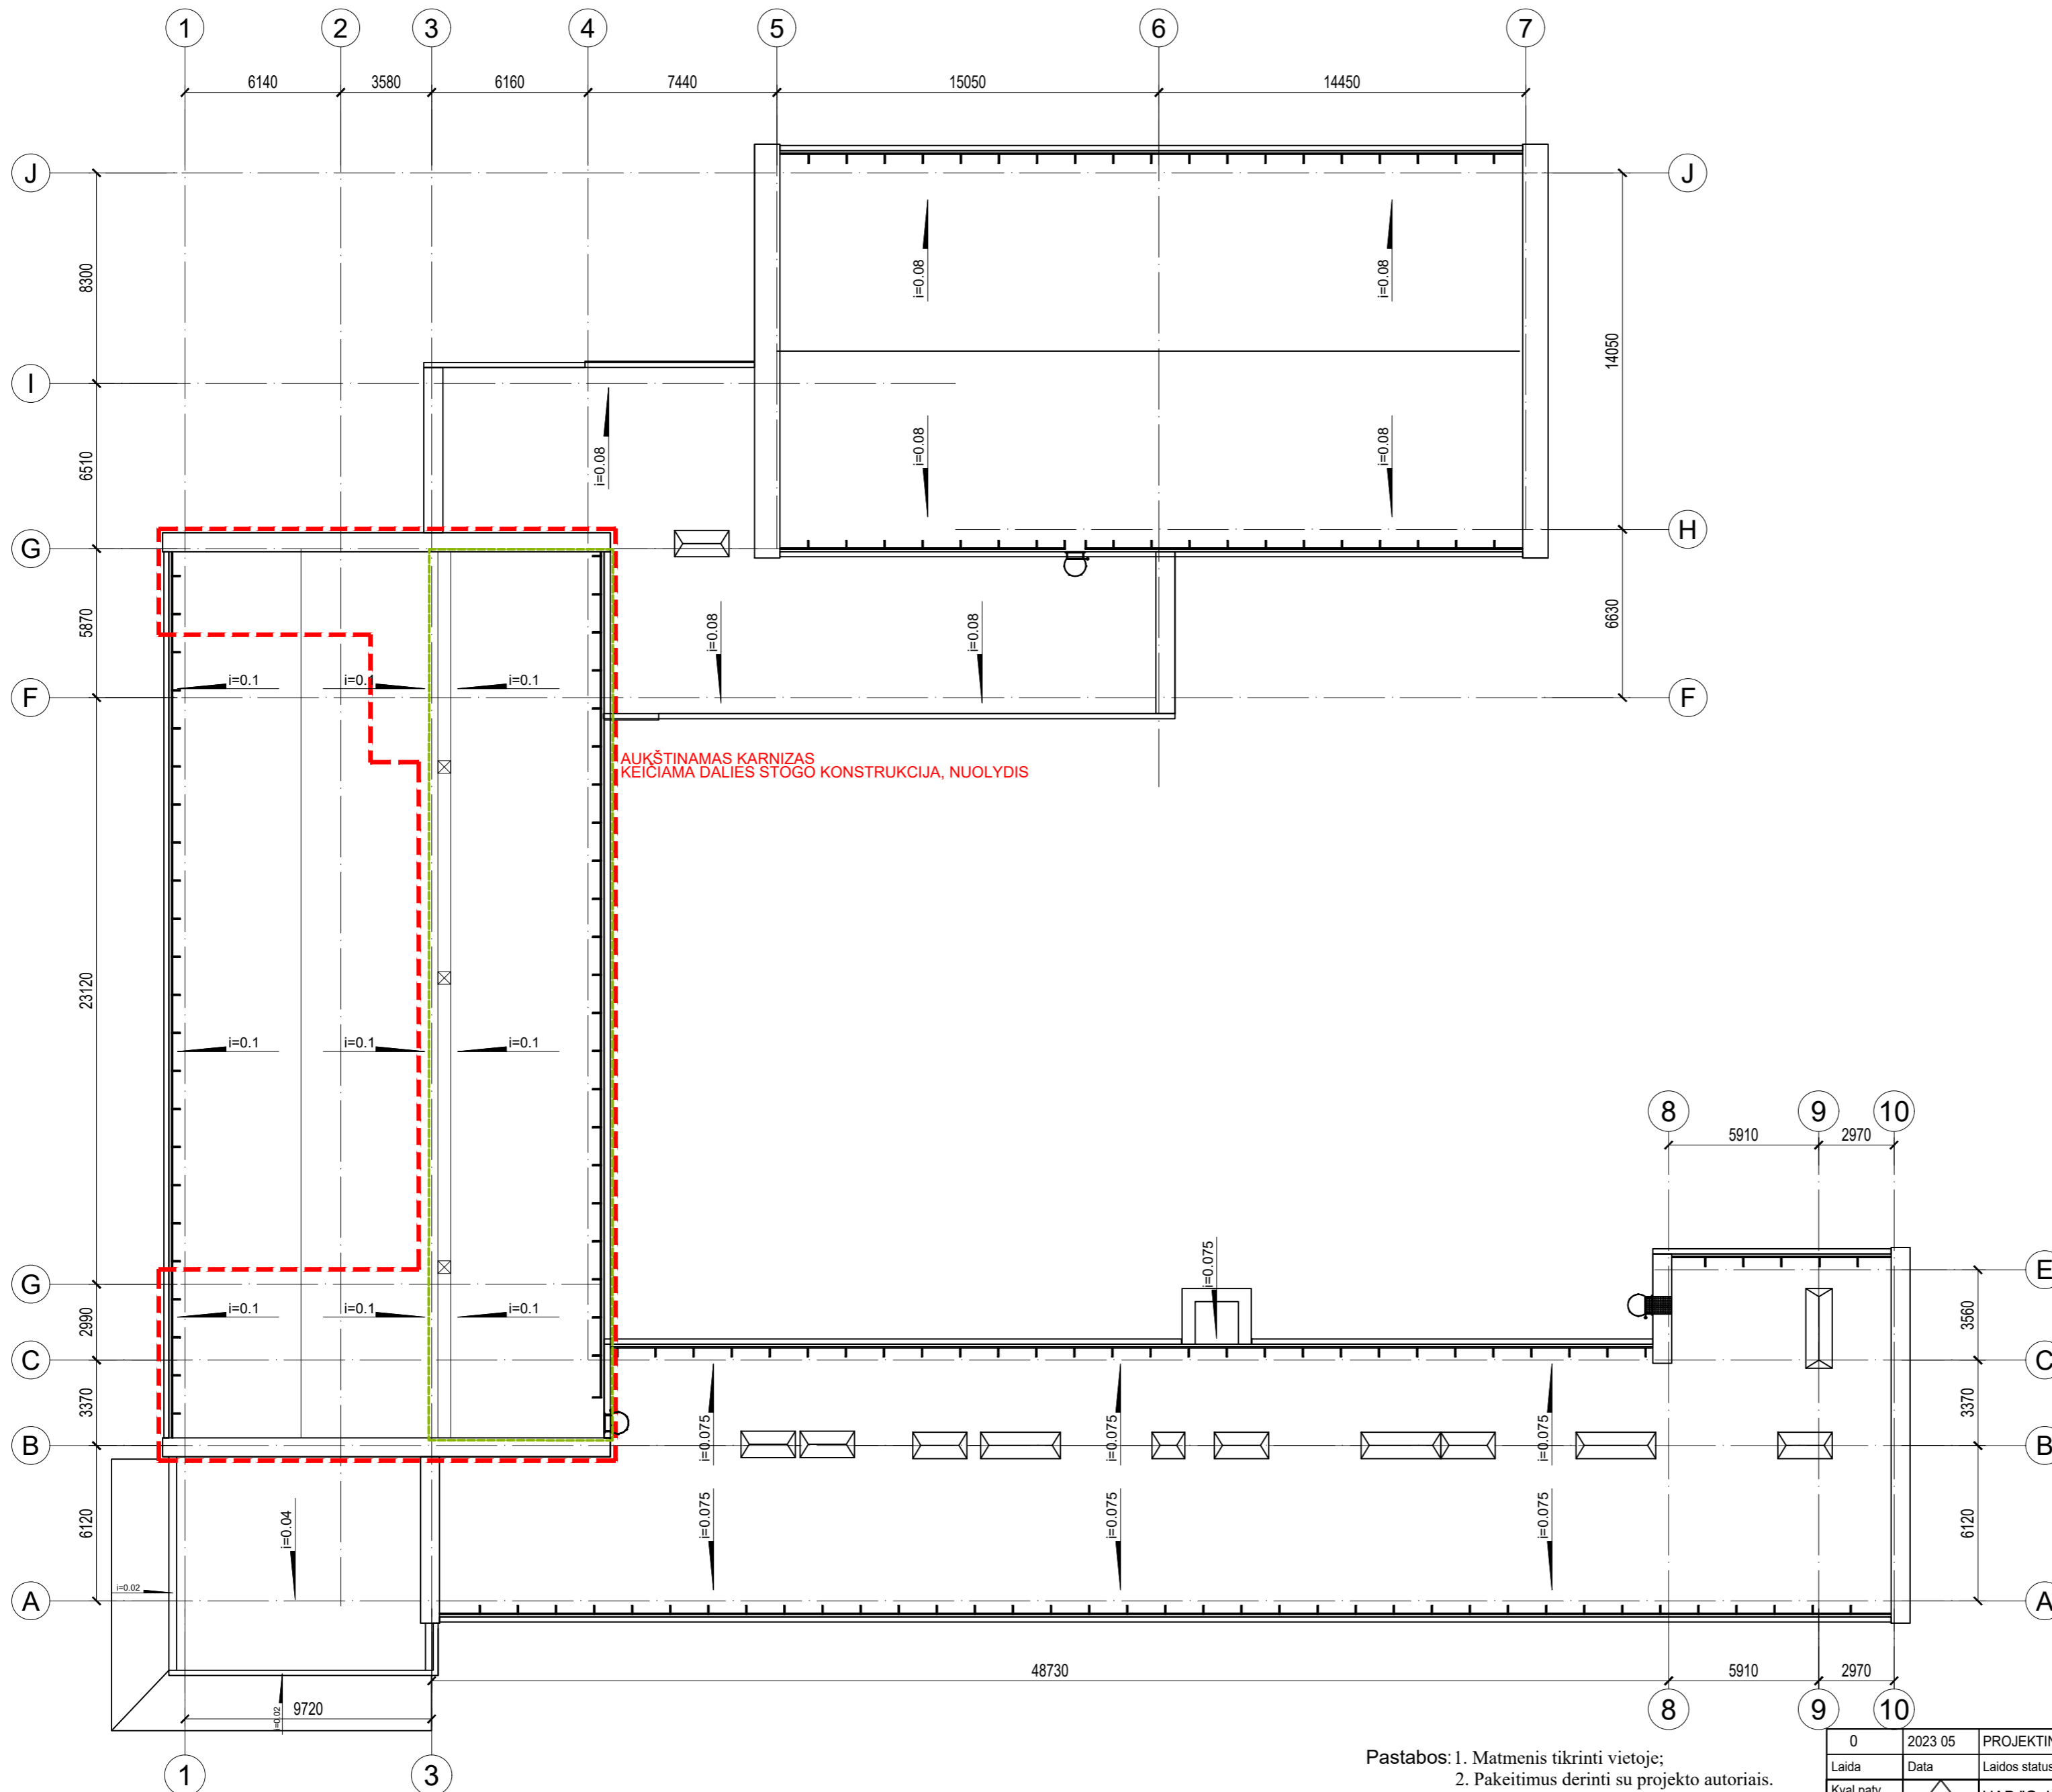 1 2 3 4 5 6 7
6140 3580 6160 7440 15050 14450
J J
8300
i=0.08 i=0.08
14050
I
6510
i=0.08
i=0.08 i=0.08
G H
5870
i=0.08 i=0.08
6630
i=0.1 i=0.1 i=0.1
F F
AUKŠTINAMAS KARNIZAS
KEIČIAMA DALIES STOGO KONSTRUKCIJA, NUOLYDIS
23120
i=0.1 i=0.1 i=0.1
8 9 10
5910 2970
i=0.075
G E
2990
i=0.1 i=0.1 i=0.1
3560
C C
3370
i=0.075 i=0.075 i=0.075
3370
B B
6120
i=0.04
i=0.075 i=0.075 i=0.075
6120
i=0.02
A A
48730 5910 2970
i=0.02
9720
8 9 10
1 3
Pastabos: 1. Matmenis tikrinti vietoje;
2. Pakeitimus derinti su projekto autoriais.
0 2023 05 PROJEKTIN
Laida Data Laidos status